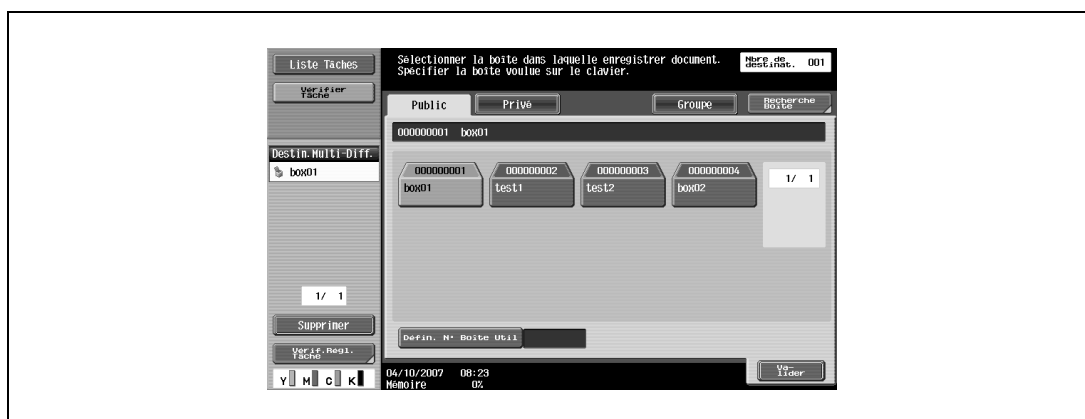 Liste Tâches
Vérifier
Tâche
Destin.Multi-Diff.
box01
1/ 1
Supprimer
Vérif.Régl.
Tâche
Y M C K
Sélectionner la boîte dans laquelle enregistrer document.
Spécifier la boîte voulue sur le clavier.
Nbre de
destinat. 001
Public Privé Groupe Recherche
Boîte
000000001 box01
000000001 000000002 000000003 000000004
box01 test1 test2 box02
1/ 1
Défin. N° Boîte Util
04/10/2007 08:23
Mémoire 0%
Va-
lider